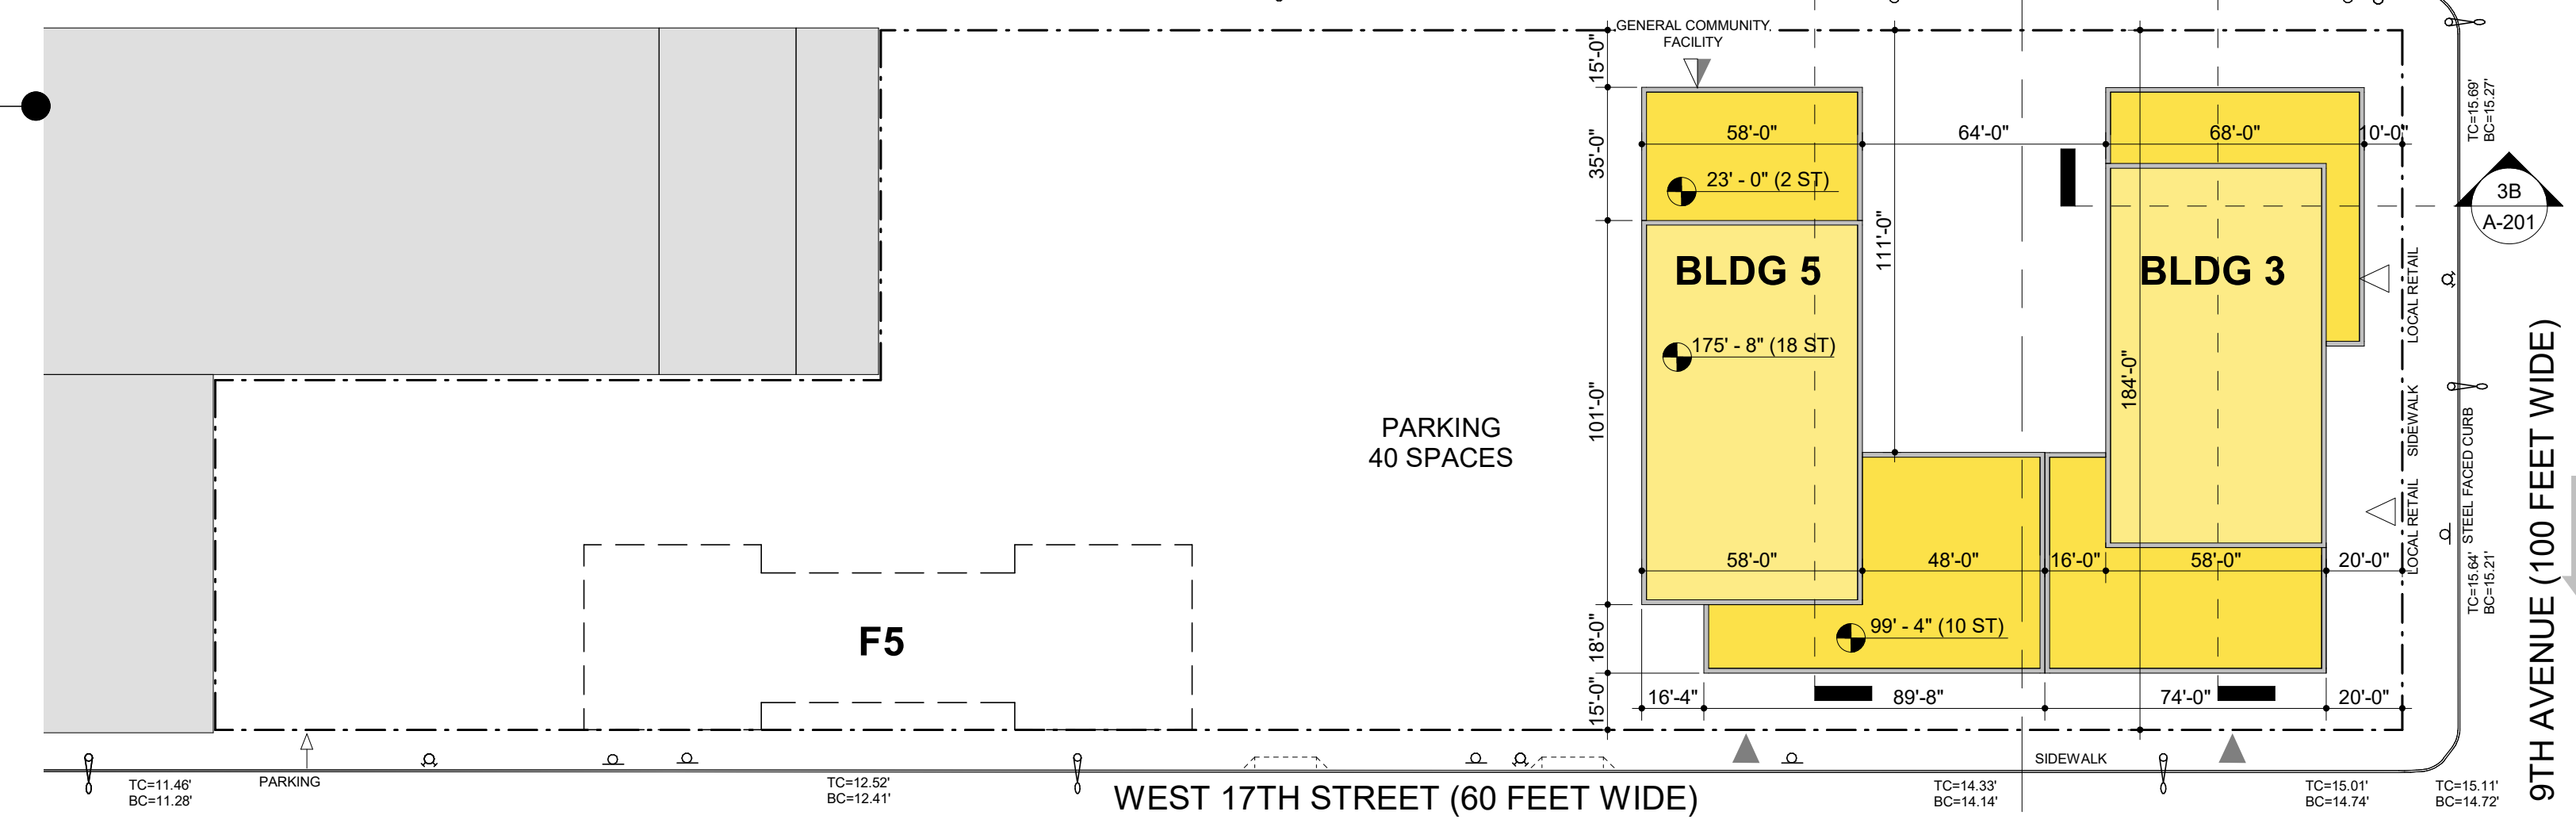 GENERAL COMMUNITY
FACILITY
15'-0"
35'-0"
101'-0"
18'-0"
15'-0"
58'-0"
64'-0"
68'-0"
10'-0"
23' - 0" (2 ST)
111'-0"
BLDG 5
BLDG 3
175' - 8" (18 ST)
184'-0"
PARKING
40 SPACES
58'-0"
48'-0"
16'-0"
58'-0"
20'-0"
F5
99' - 4" (10 ST)
16'-4"
89'-8"
74'-0"
20'-0"
LOCAL RETAIL
SIDEWALK
LOCAL RETAIL
STEEL FACED CURB
TC=15.69'
BC=15.27'
3B
A-201
TC=15.64'
BC=15.21'
9TH AVENUE (100 FEET WIDE)
SIDEWALK
TC=11.46'
BC=11.28'
PARKING
TC=12.52'
BC=12.41'
WEST 17TH STREET (60 FEET WIDE)
TC=14.33'
BC=14.14'
TC=15.01'
BC=14.74'
TC=15.11'
BC=14.72'